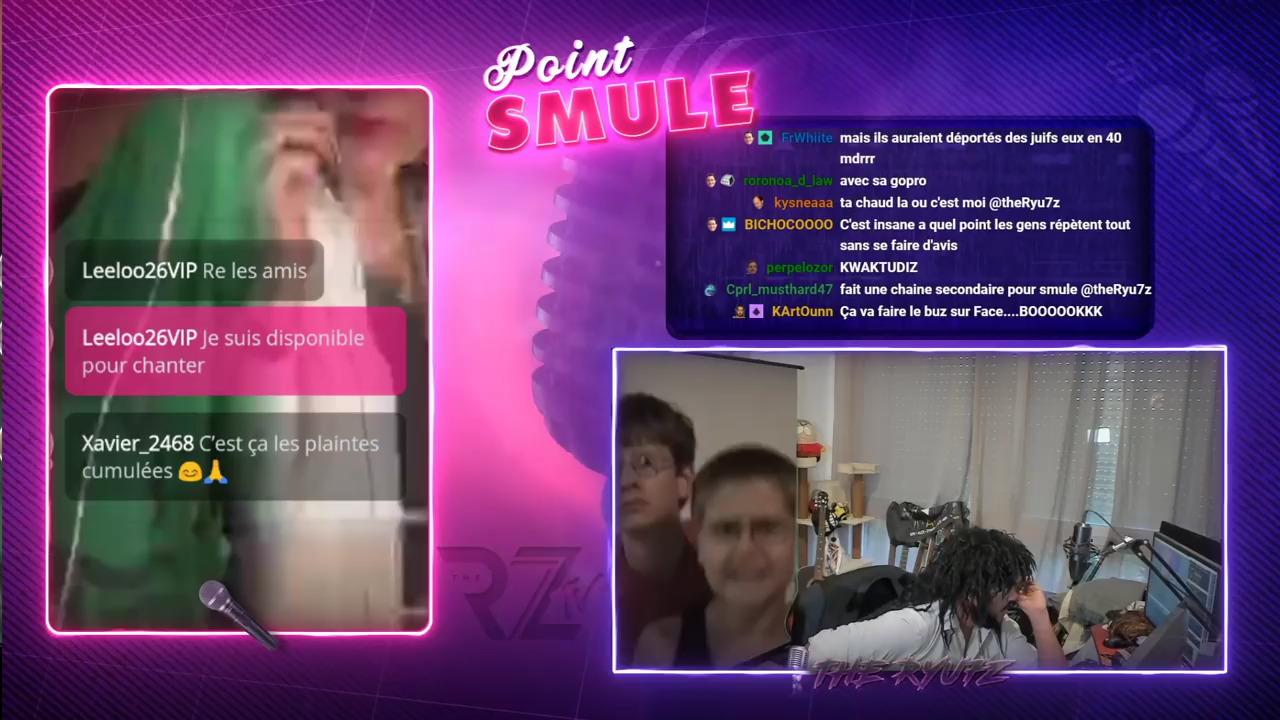 Point
SMULE
Leeloo26VIP Re les amis
Leeloo26VIP Je suis disponible
pour chanter
Xavier_2468 C'est ça les plaintes
cumulées 😊🙏
FrWhiite mais ils auraient déportés des juifs eux en 40
mdrrr
roronoa_d_law avec sa gopro
kysneaaa ta chaud la ou c'est moi @theRyu7z
BICHOCOOOO C'est insane a quel point les gens répètent tout
sans se faire d'avis
perpelozor KWAKTUDIZ
Cprl_musthard47 fait une chaine secondaire pour smule @theRyu7z
KArtOunn Ça va faire le buz sur Face....BOOOOOKKK
THE
RZTV
THE RYU7Z